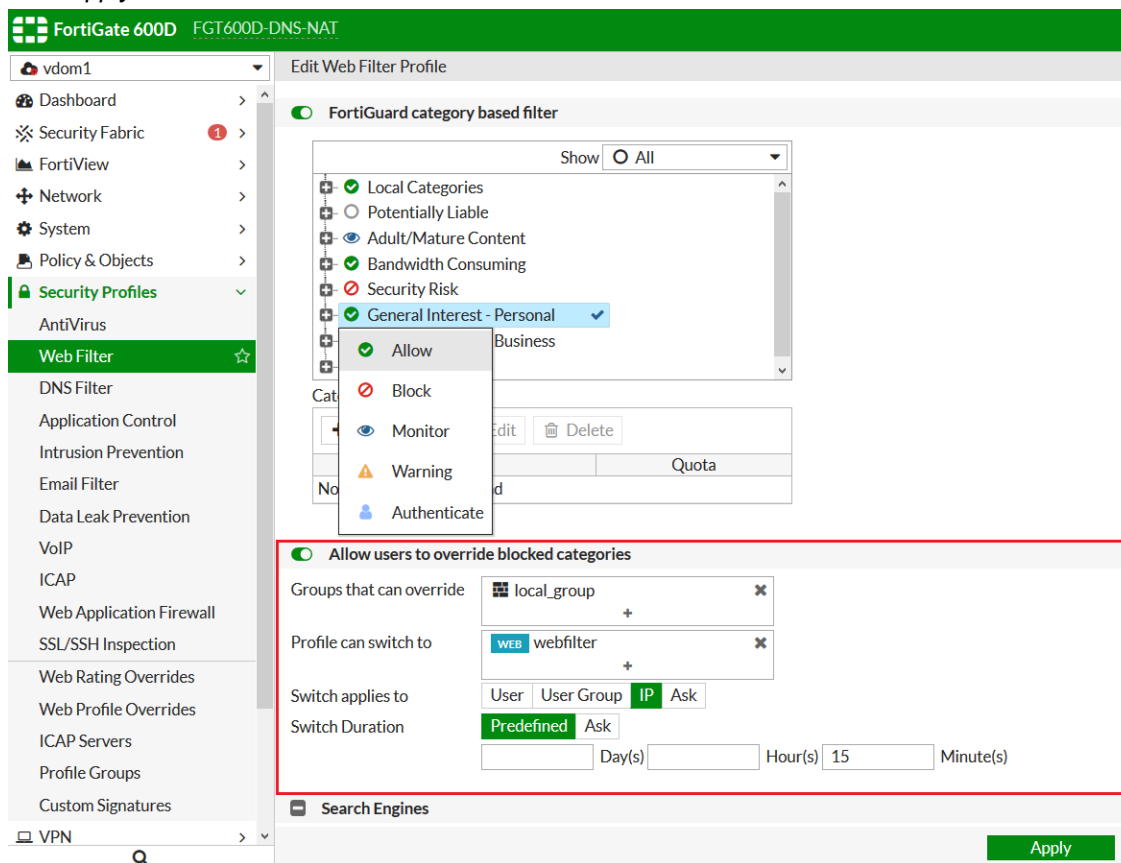 FortiGate 600D FGT600D-DNS-NAT
vdom1
Edit Web Filter Profile
Dashboard
Security Fabric 1
FortiView
Network
System
Policy & Objects
Security Profiles
AntiVirus
Web Filter
DNS Filter
Application Control
Intrusion Prevention
Email Filter
Data Leak Prevention
VoIP
ICAP
Web Application Firewall
SSL/SSH Inspection
Web Rating Overrides
Web Profile Overrides
ICAP Servers
Profile Groups
Custom Signatures
VPN
FortiGuard category based filter
Show All
Local Categories
Potentially Liable
Adult/Mature Content
Bandwidth Consuming
Security Risk
General Interest - Personal
Business
Allow
Block
Monitor
Warning
Authenticate
Cat
Edit Delete
Quota
No
Allow users to override blocked categories
Groups that can override local_group
Profile can switch to WEB webfilter
Switch applies to User User Group IP Ask
Switch Duration Predefined Ask
Day(s) Hour(s) 15 Minute(s)
Search Engines
Apply